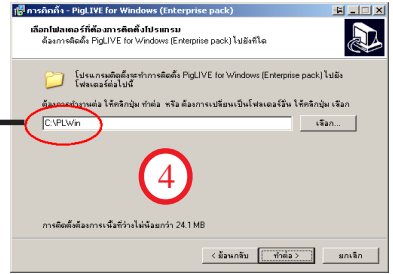 การติดตั้ง - PigLIVE for Windows (Enterprise pack)
เลือกโฟลเดอร์ที่ต้องการติดตั้งโปรแกรม
ต้องการติดตั้ง PigLIVE for Windows (Enterprise pack) ไปยังที่ใด
โปรแกรมติดตั้งจะทำการติดตั้ง PigLIVE for Windows (Enterprise pack) ไปยัง
โฟลเดอร์ต่อไปนี้
ต้องการทำงานต่อ ให้คลิกปุ่ม ทำต่อ หรือ ต้องการเปลี่ยนเป็นโฟลเดอร์อื่น ให้คลิกปุ่ม เลือก
C:\PLWin
เลือก...
4
การติดตั้งต้องการเนื้อที่ว่างไม่น้อยกว่า 24.1 MB
< ย้อนกลับ
ทำต่อ >
ยกเลิก